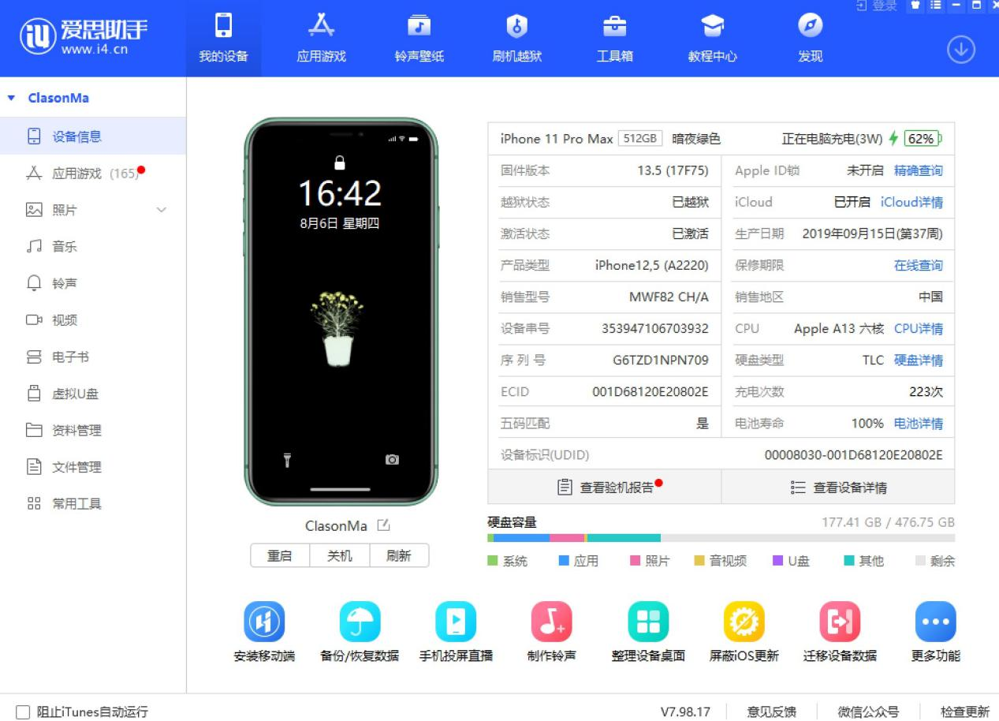 登录
iU 爱思助手
www.i4.cn
我的设备
应用游戏
铃声壁纸
刷机越狱
工具箱
教程中心
发现
ClasonMa
设备信息
应用游戏 (165)
照片
音乐
铃声
视频
电子书
虚拟U盘
资料管理
文件管理
常用工具
16:42
8月6日 星期四
ClasonMa
重启 关机 刷新
iPhone 11 Pro Max 512GB 暗夜绿色 正在电脑充电(3W) 62%
固件版本 13.5 (17F75) Apple ID锁 未开启 精确查询
越狱状态 已越狱 iCloud 已开启 iCloud详情
激活状态 已激活 生产日期 2019年09月15日(第37周)
产品类型 iPhone12,5 (A2220) 保修期限 在线查询
销售型号 MWF82 CH/A 销售地区 中国
设备串号 353947106703932 CPU Apple A13 六核 CPU详情
序 列 号 G6TZD1NPN709 硬盘类型 TLC 硬盘详情
ECID 001D68120E20802E 充电次数 223次
五码匹配 是 电池寿命 100% 电池详情
设备标识(UDID) 00008030-001D68120E20802E
查看验机报告 查看设备详情
硬盘容量 177.41 GB / 476.75 GB
系统 应用 照片 音视频 U盘 其他 剩余
安装移动端 备份/恢复数据 手机投屏直播 制作铃声 整理设备桌面 屏蔽iOS更新 迁移设备数据 更多功能
阻止iTunes自动运行 V7.98.17 意见反馈 微信公众号 检查更新